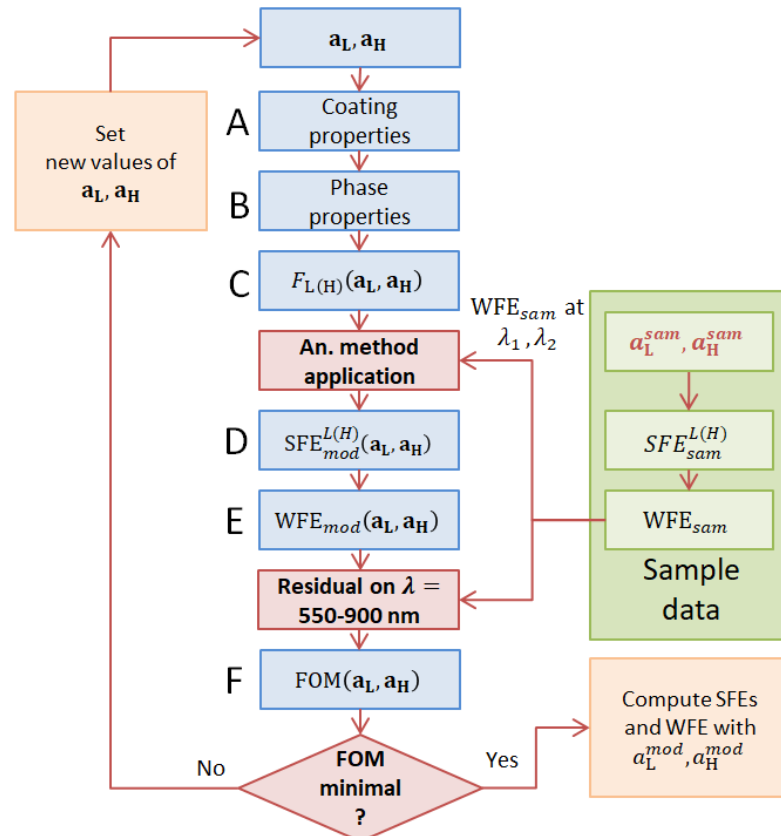 𝐚_L, 𝐚_H
Set
new values of
𝐚_L, 𝐚_H
A
Coating
properties
B
Phase
properties
C
F_L(H)(𝐚_L, 𝐚_H)
WFE_sam at
λ_1, λ_2
An. method
application
a_L^sam, a_H^sam
D
SFE_mod^L(H)(𝐚_L, 𝐚_H)
SFE_sam^L(H)
E
WFE_mod(𝐚_L, 𝐚_H)
WFE_sam
Sample
data
Residual on λ =
550-900 nm
F
FOM(𝐚_L, 𝐚_H)
Compute SFEs
and WFE with
a_L^mod, a_H^mod
No
FOM
minimal
?
Yes